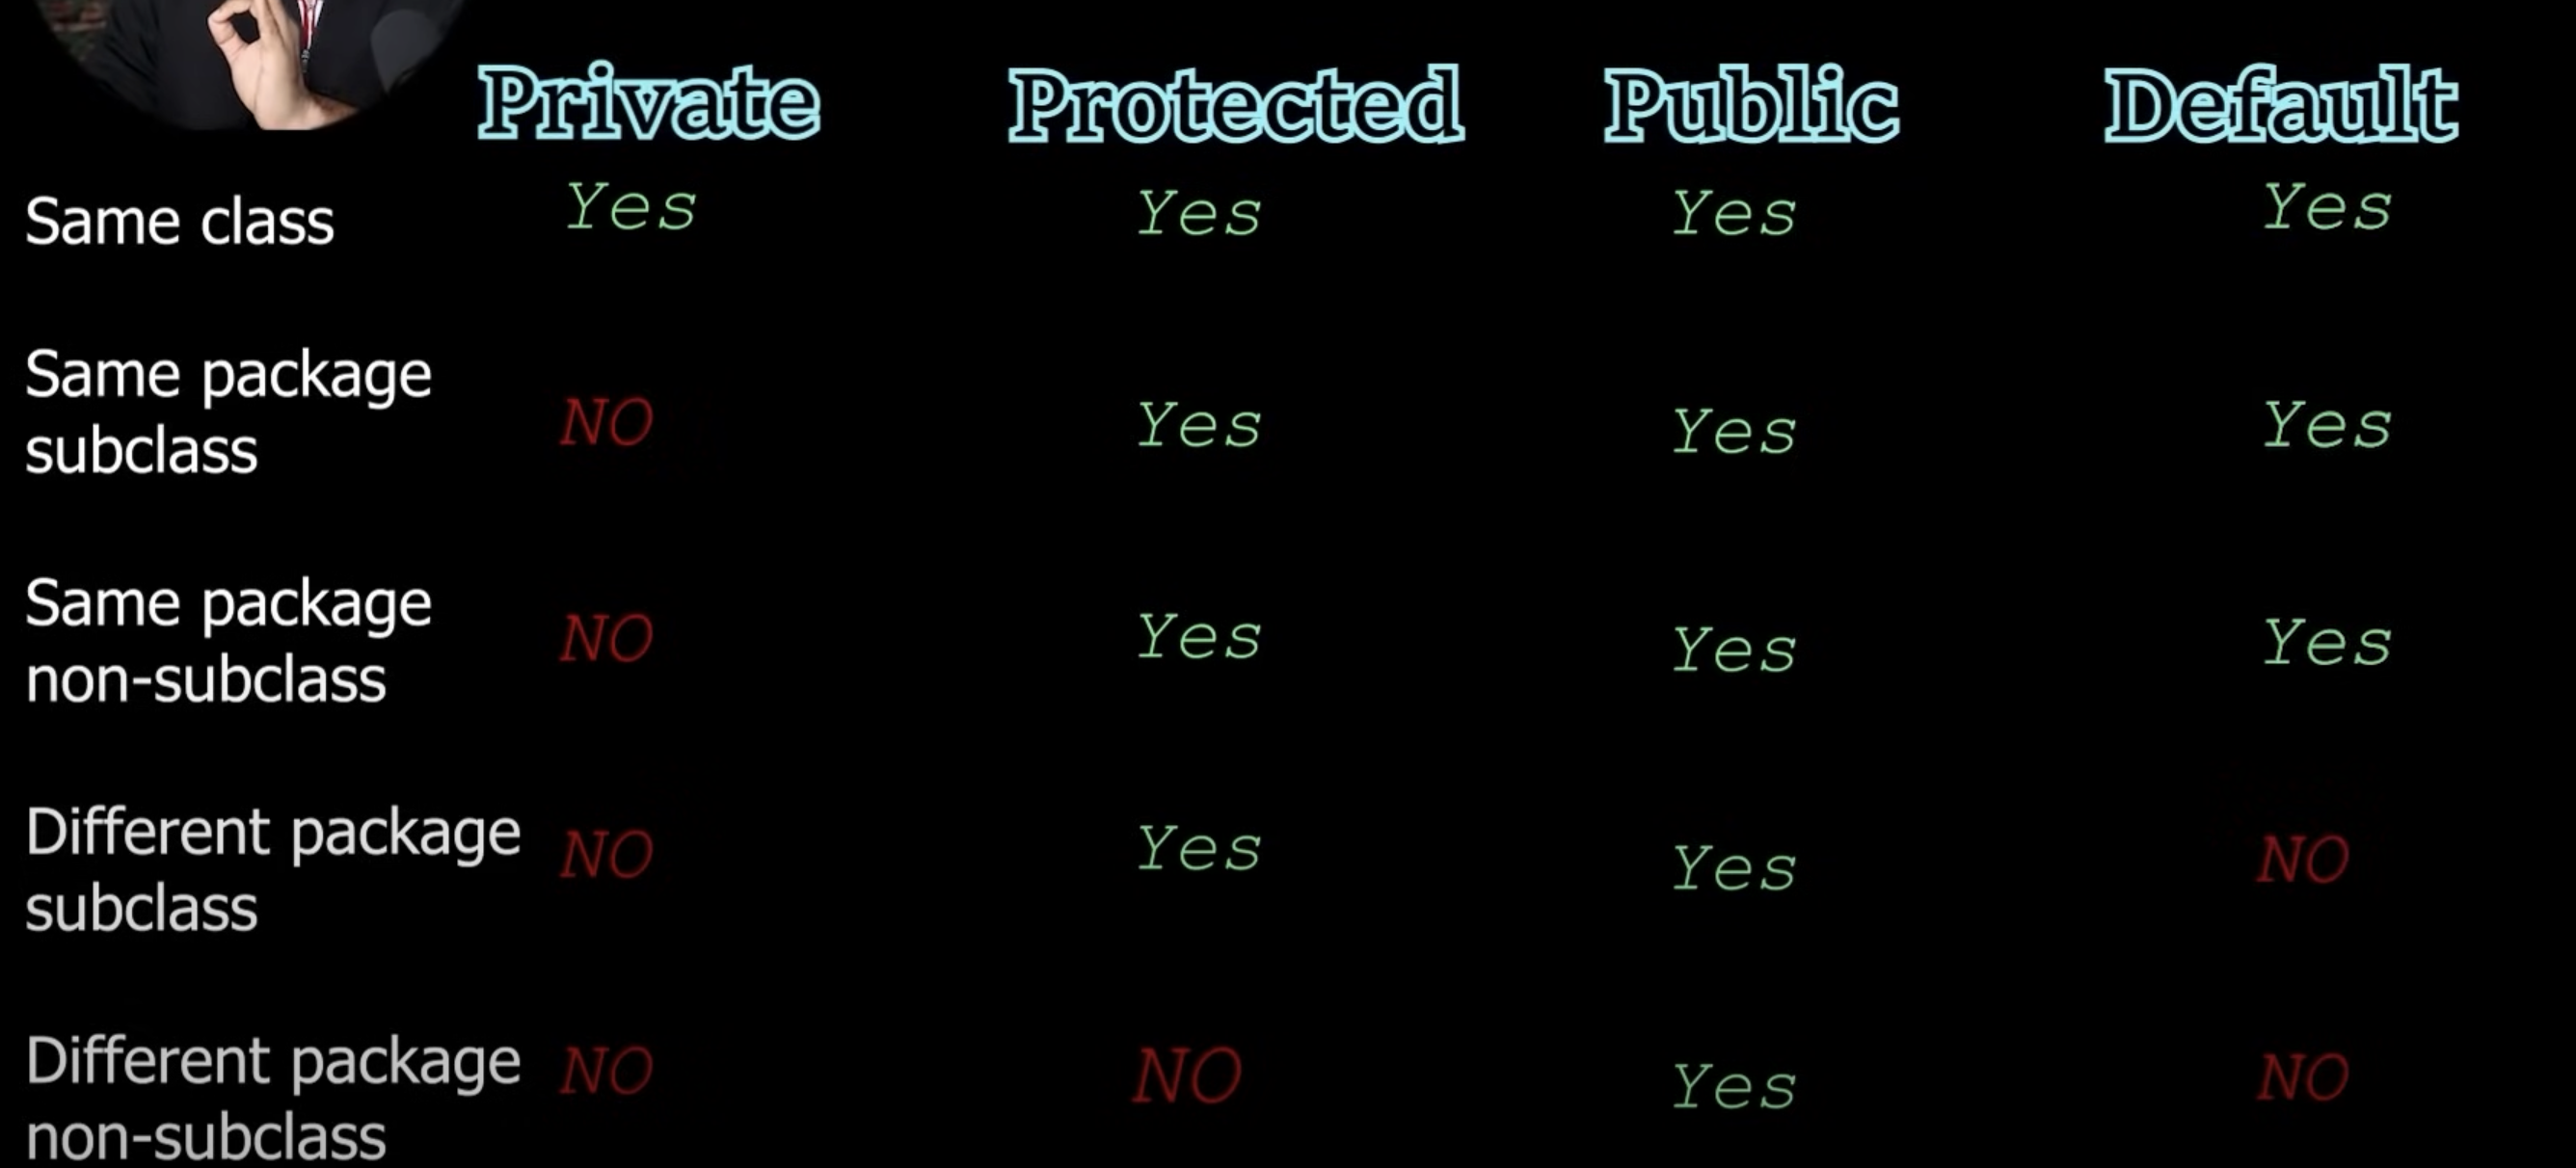 Private Protected Public Default
Same class Yes Yes Yes Yes
Same package
subclass NO Yes Yes Yes
Same package
non-subclass NO Yes Yes Yes
Different package
subclass NO Yes Yes NO
Different package
non-subclass NO NO Yes NO